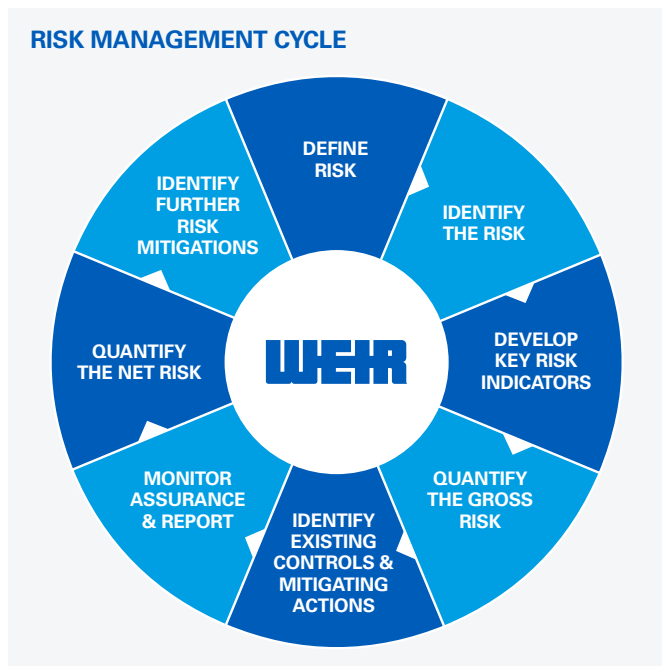 RISK MANAGEMENT CYCLE
DEFINE
RISK
IDENTIFY
THE RISK
DEVELOP
KEY RISK
INDICATORS
QUANTIFY
THE GROSS
RISK
IDENTIFY
EXISTING
CONTROLS &
MITIGATING
ACTIONS
MONITOR
ASSURANCE
& REPORT
QUANTIFY
THE NET RISK
IDENTIFY
FURTHER
RISK
MITIGATIONS
WEIR